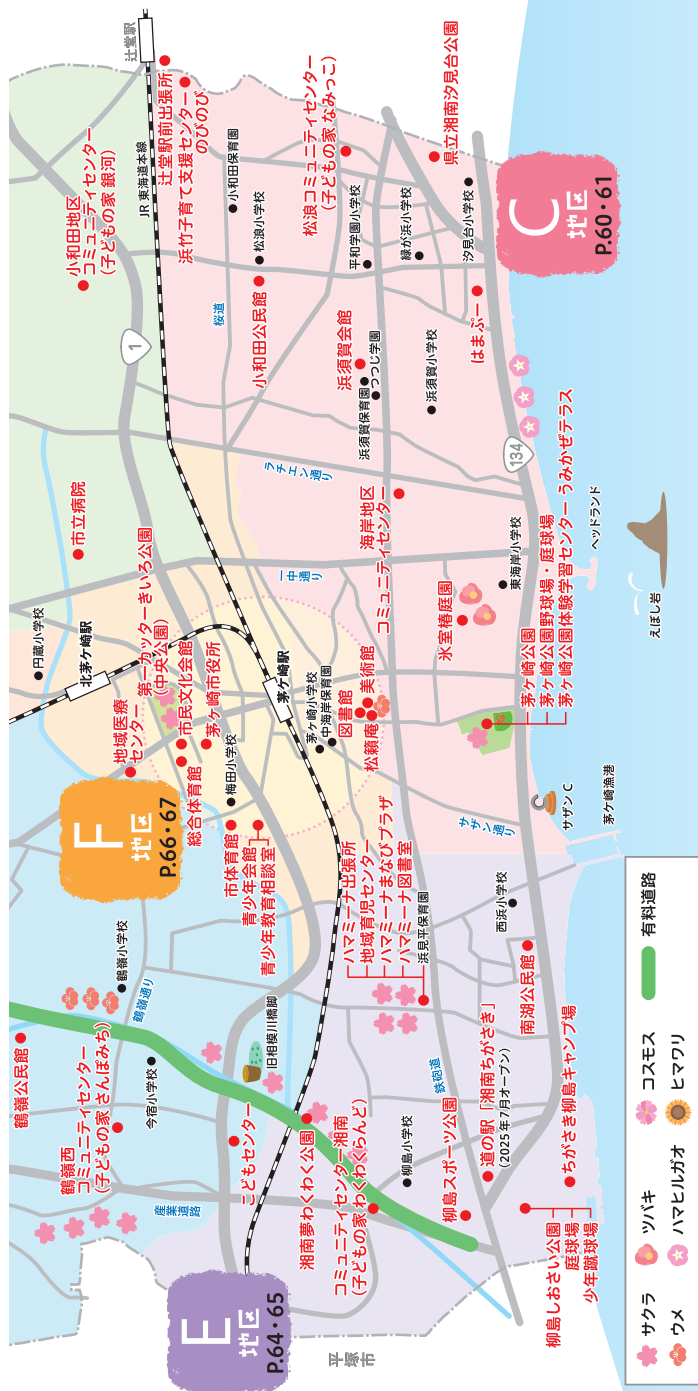 辻堂駅
JR東海道本線
辻堂駅前出張所
浜竹子育て支援センター
のびのび
小和田地区
コミュニティセンター
(子どもの家 銀河)
小和田保育園
松浪小学校
松浪コミュニティセンター
(子どもの家 なみっこ)
県立湘南汐見台公園
C
地区
P.60・61
平和学園小学校
緑が浜小学校
汐見台小学校
桜道
小和田公民館
浜須賀会館
つつじ学園
浜須賀保育園
浜須賀小学校
はまぷー
1
134
ラチエン通り
市立病院
海岸地区
コミュニティセンター
一中通り
東海岸小学校
氷室椿庭園
茅ヶ崎公園
茅ヶ崎公園野球場・庭球場
茅ヶ崎公園体験学習センター うみかぜテラス
ヘッドランド
えぼし岩
円蔵小学校
北茅ケ崎駅
第一カッターきいろ公園
(中央公園)
市民文化会館
茅ヶ崎市役所
地域医療
センター
総合体育館
梅田小学校
茅ケ崎駅
茅ヶ崎小学校
中海岸保育園
図書館
美術館
松籟庵
市体育館
青少年会館
青少年教育相談室
F
地区
P.66・67
サザン通り
サザンC
茅ヶ崎漁港
ハマミーナ出張所
地域育児センター
ハマミーナまなびプラザ
ハマミーナ図書室
浜見平保育園
西浜小学校
南湖公民館
鶴嶺小学校
鶴嶺通り
鶴嶺公民館
鶴嶺西
コミュニティセンター
(子どもの家 さんぽみち)
今宿小学校
旧相模川橋脚
こどもセンター
産業道路
湘南夢わくわく公園
コミュニティセンター湘南
(子どもの家 わくわくらんど)
鉄砲道
柳島小学校
柳島スポーツ公園
道の駅「湘南ちがさき」
(2025年7月オープン)
ちがさき柳島キャンプ場
柳島しおさい公園
庭球場
少年蹴球場
E
地区
P.64・65
平塚市
サクラ
ツバキ
コスモス
有料道路
ウメ
ハマヒルガオ
ヒマワリ